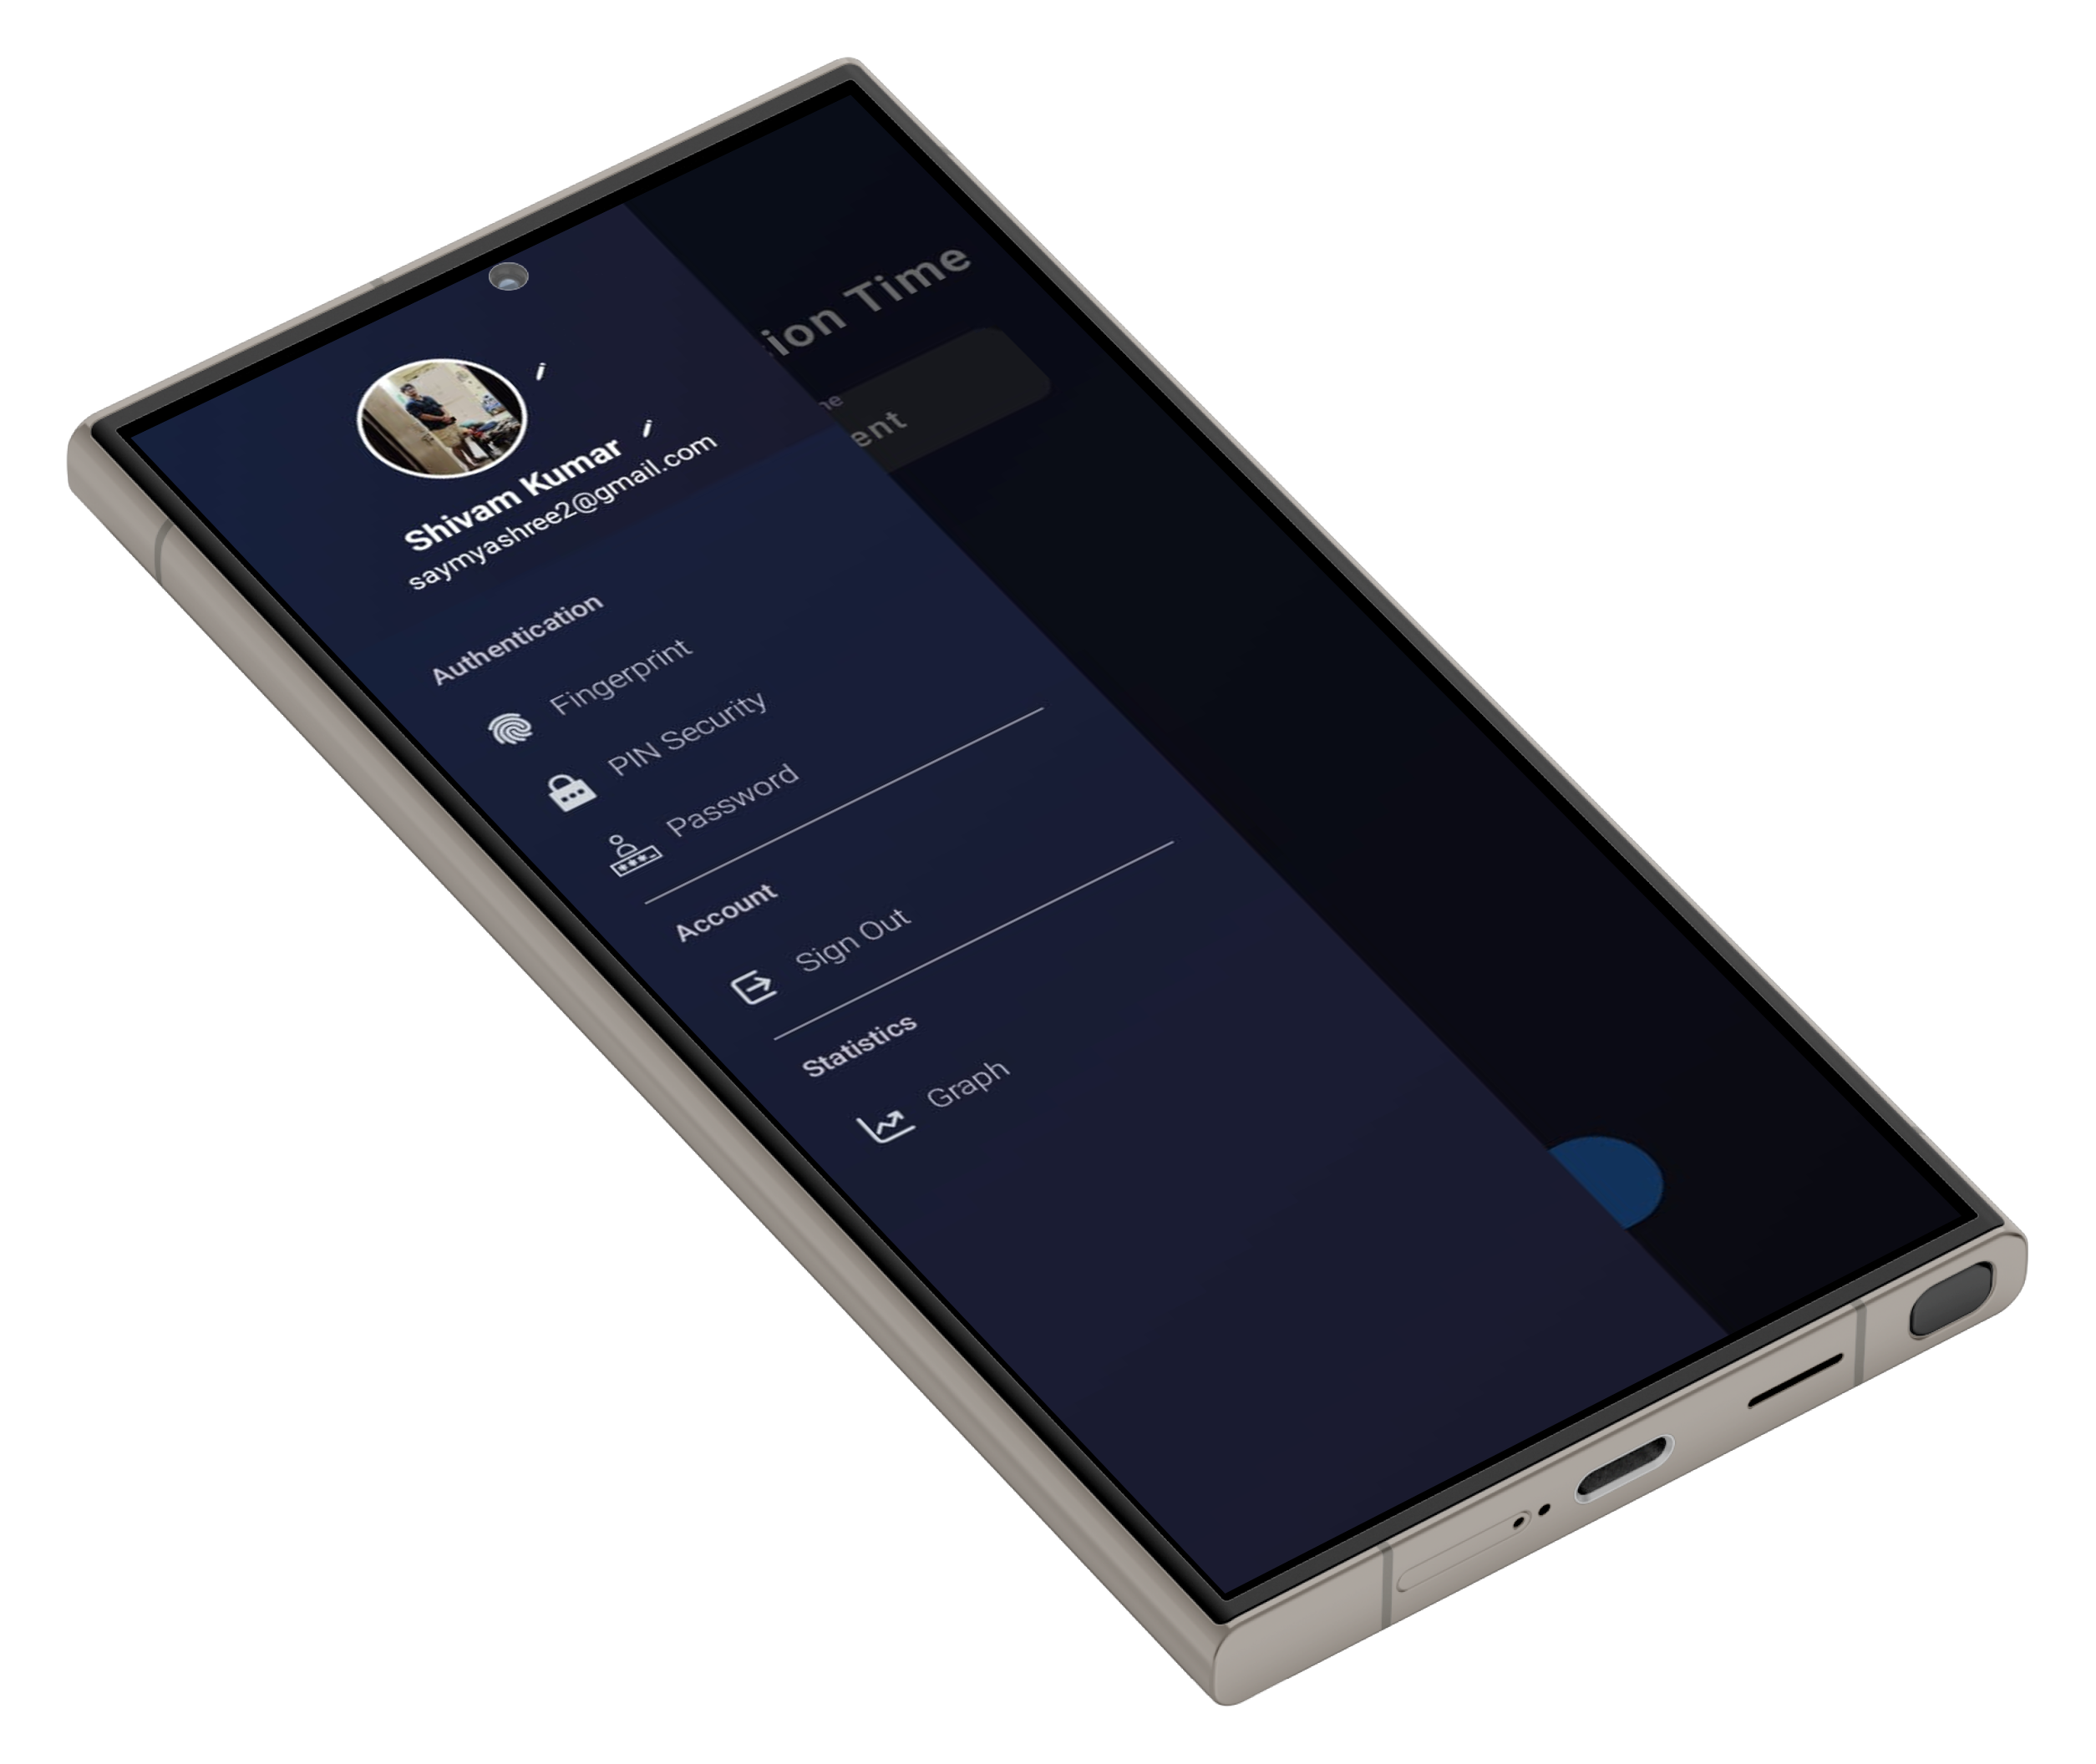 ion Time
ne
ent
Shivam Kumar
saymyashree2@gmail.com
Authentication
Fingerprint
PIN Security
Password
Account
Sign Out
Statistics
Graph